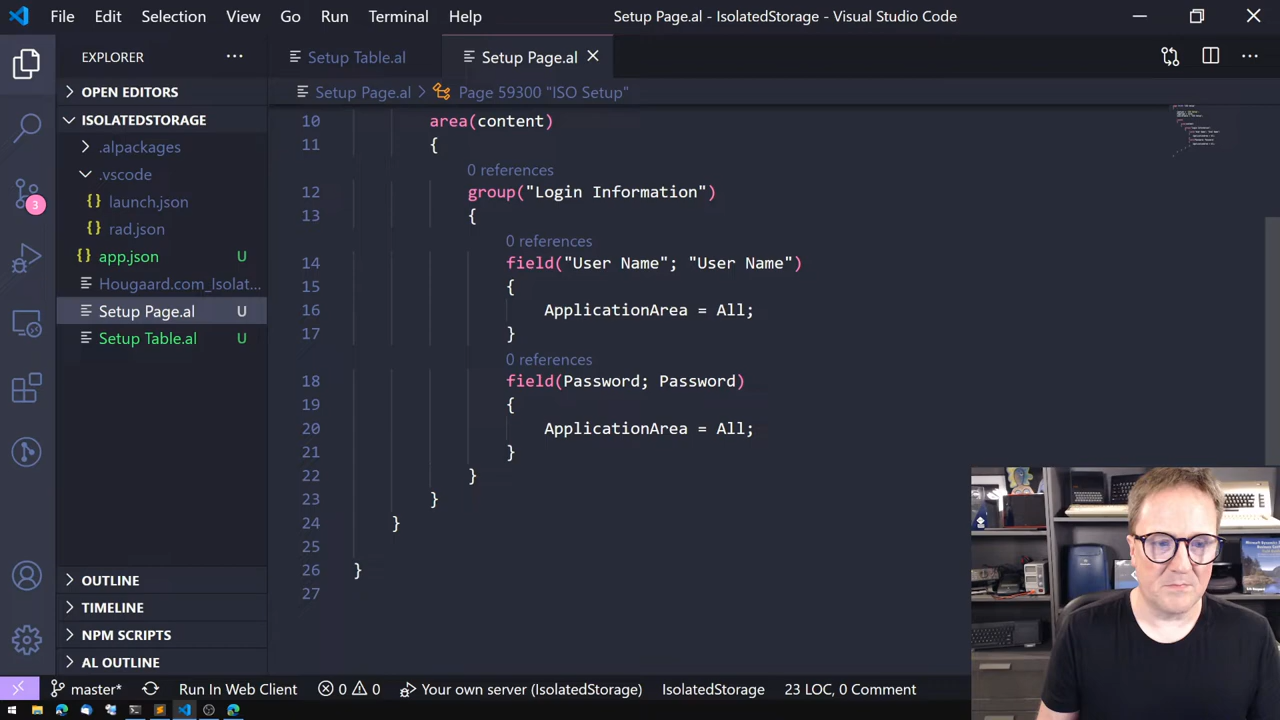 File Edit Selection View Go Run Terminal Help Setup Page.al - IsolatedStorage - Visual Studio Code
EXPLORER
Setup Table.al Setup Page.al
OPEN EDITORS
Setup Page.al > Page 59300 "ISO Setup"
ISOLATEDSTORAGE
.alpackages
.vscode
launch.json
rad.json
app.json U
Hougaard.com_Isolat...
Setup Page.al U
Setup Table.al U
3
10 area(content)
11 {
0 references
12 group("Login Information")
13 {
0 references
14 field("User Name"; "User Name")
15 {
16 ApplicationArea = All;
17 }
0 references
18 field(Password; Password)
19 {
20 ApplicationArea = All;
21 }
22 }
23 }
24 }
25
26 }
27
OUTLINE
TIMELINE
NPM SCRIPTS
AL OUTLINE
master* Run In Web Client 0 0 Your own server (IsolatedStorage) IsolatedStorage 23 LOC, 0 Comment